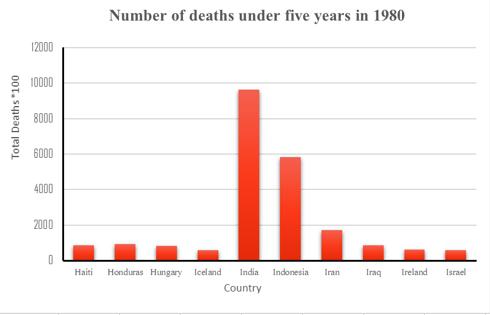 Number of deaths under five years in 1980
12000
10000
8000
6000
4000
2000
0
Total Deaths*100
Haiti Honduras Hungary Iceland India Indonesia Iran Iraq Ireland Israel
Country